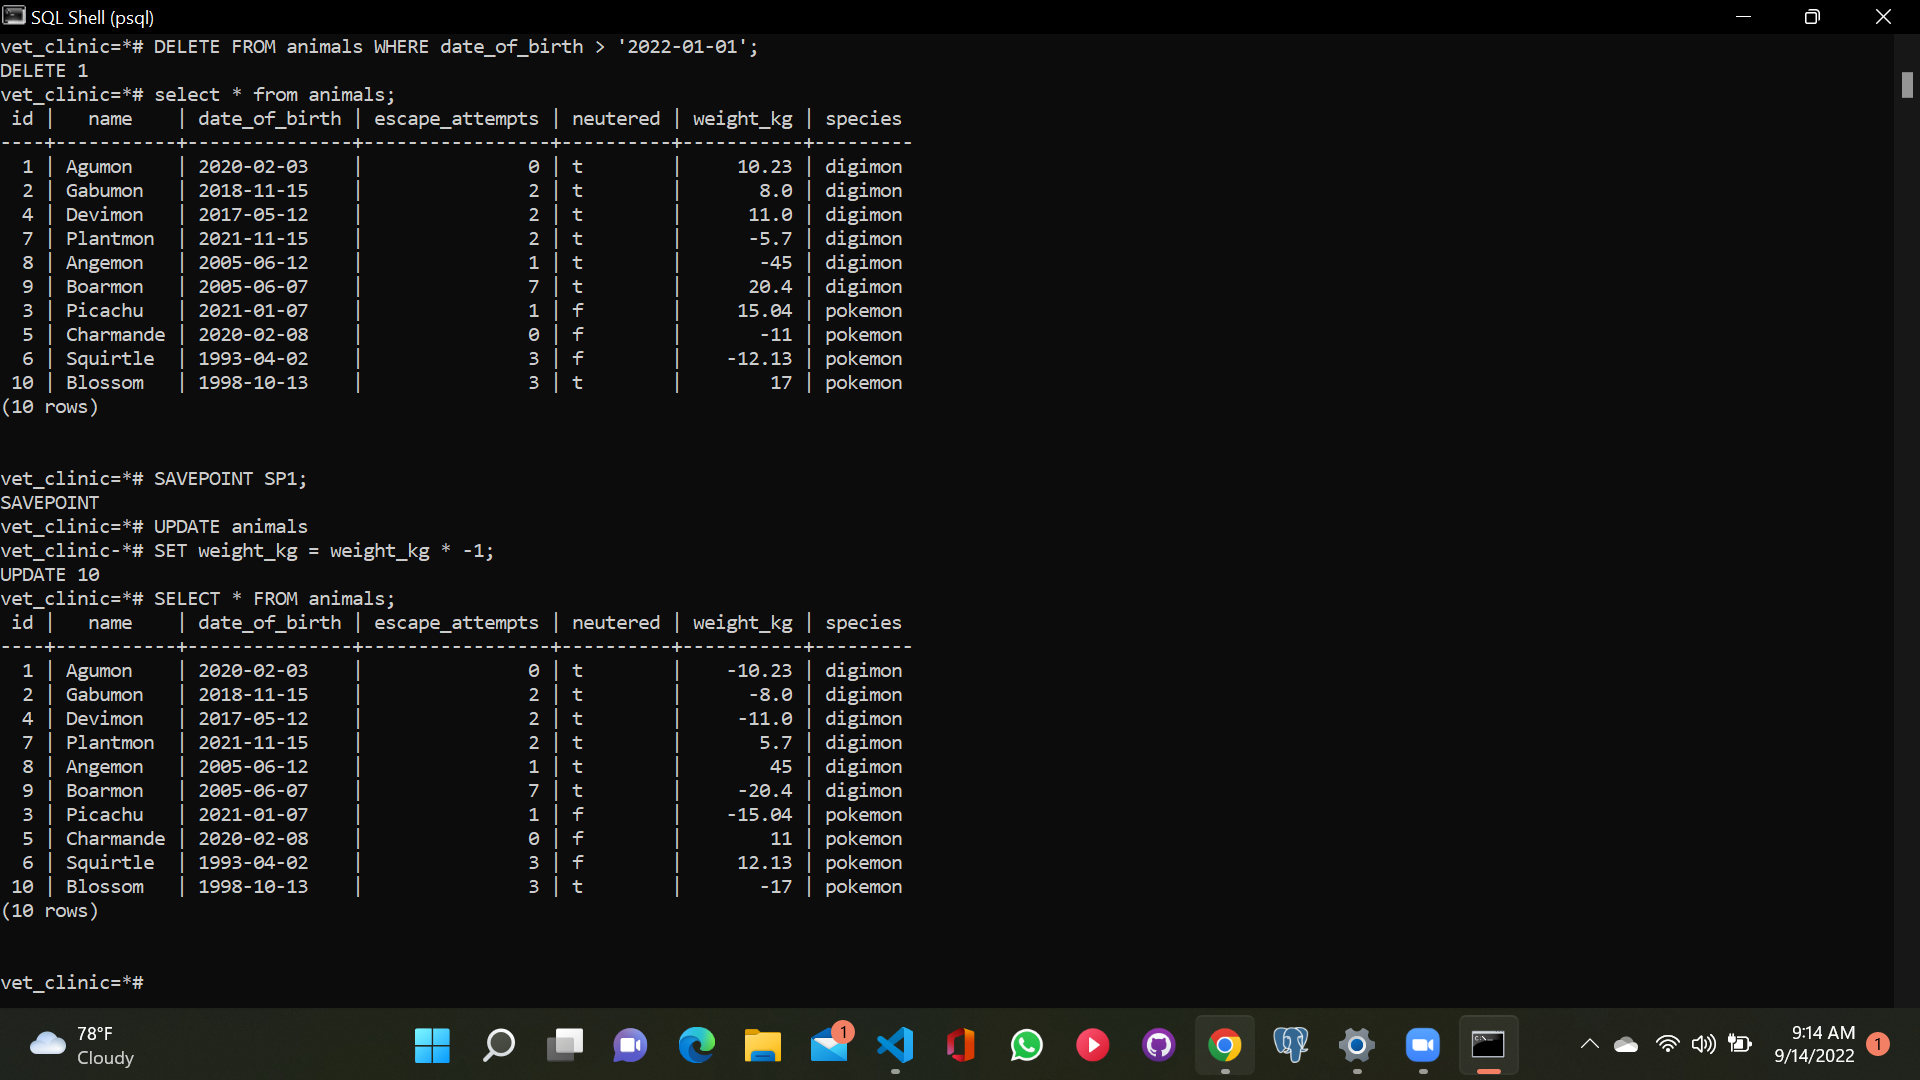 SQL Shell (psql)
vet_clinic=*# DELETE FROM animals WHERE date_of_birth > '2022-01-01';
DELETE 1
vet_clinic=*# select * from animals;
 id |   name    | date_of_birth | escape_attempts | neutered | weight_kg | species
----+-----------+---------------+-----------------+----------+-----------+---------
  1 | Agumon    | 2020-02-03    |               0 | t        |     10.23 | digimon
  2 | Gabumon   | 2018-11-15    |               2 | t        |       8.0 | digimon
  4 | Devimon   | 2017-05-12    |               2 | t        |      11.0 | digimon
  7 | Plantmon  | 2021-11-15    |               2 | t        |      -5.7 | digimon
  8 | Angemon   | 2005-06-12    |               1 | t        |       -45 | digimon
  9 | Boarmon   | 2005-06-07    |               7 | t        |      20.4 | digimon
  3 | Picachu   | 2021-01-07    |               1 | f        |     15.04 | pokemon
  5 | Charmande | 2020-02-08    |               0 | f        |       -11 | pokemon
  6 | Squirtle  | 1993-04-02    |               3 | f        |    -12.13 | pokemon
 10 | Blossom   | 1998-10-13    |               3 | t        |        17 | pokemon
(10 rows)
vet_clinic=*# SAVEPOINT SP1;
SAVEPOINT
vet_clinic=*# UPDATE animals
vet_clinic-*# SET weight_kg = weight_kg * -1;
UPDATE 10
vet_clinic=*# SELECT * FROM animals;
 id |   name    | date_of_birth | escape_attempts | neutered | weight_kg | species
----+-----------+---------------+-----------------+----------+-----------+---------
  1 | Agumon    | 2020-02-03    |               0 | t        |    -10.23 | digimon
  2 | Gabumon   | 2018-11-15    |               2 | t        |      -8.0 | digimon
  4 | Devimon   | 2017-05-12    |               2 | t        |     -11.0 | digimon
  7 | Plantmon  | 2021-11-15    |               2 | t        |       5.7 | digimon
  8 | Angemon   | 2005-06-12    |               1 | t        |        45 | digimon
  9 | Boarmon   | 2005-06-07    |               7 | t        |     -20.4 | digimon
  3 | Picachu   | 2021-01-07    |               1 | f        |    -15.04 | pokemon
  5 | Charmande | 2020-02-08    |               0 | f        |        11 | pokemon
  6 | Squirtle  | 1993-04-02    |               3 | f        |     12.13 | pokemon
 10 | Blossom   | 1998-10-13    |               3 | t        |       -17 | pokemon
(10 rows)
vet_clinic=*#
78°F
Cloudy
1
9:14 AM
9/14/2022
1